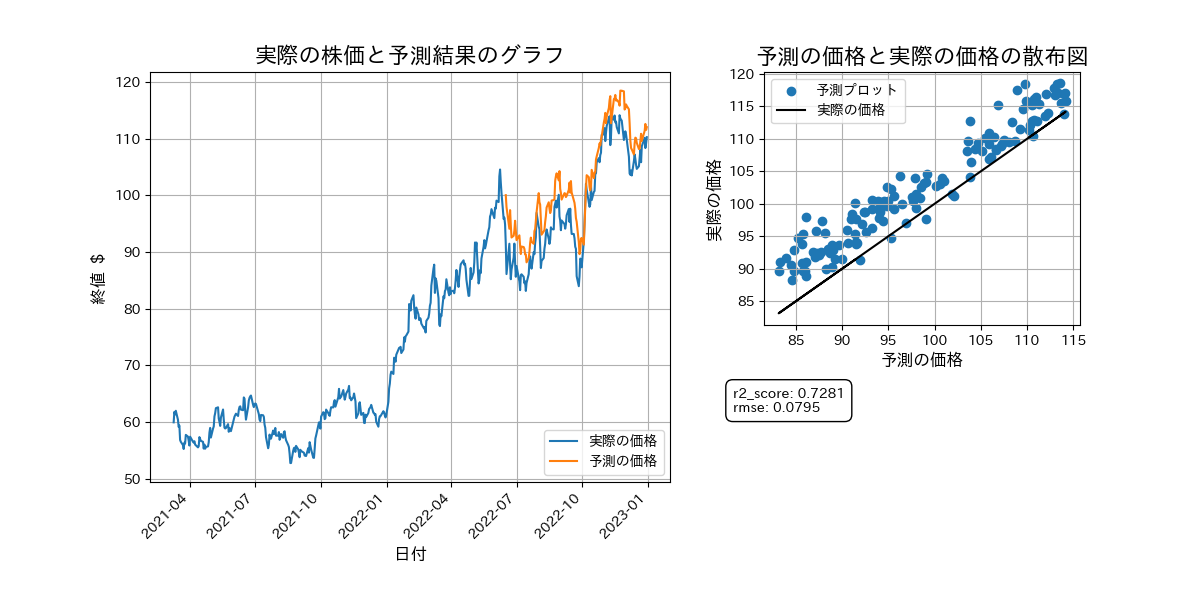 実際の株価と予測結果のグラフ
120
110
100
90
80
70
60
50
終値 $
2021-04
2021-07
2021-10
2022-01
2022-04
2022-07
2022-10
2023-01
日付
実際の価格
予測の価格
予測の価格と実際の価格の散布図
予測プロット
実際の価格
120
115
110
105
100
95
90
85
実際の価格
85
90
95
100
105
110
115
予測の価格
r2_score: 0.7281
rmse: 0.0795